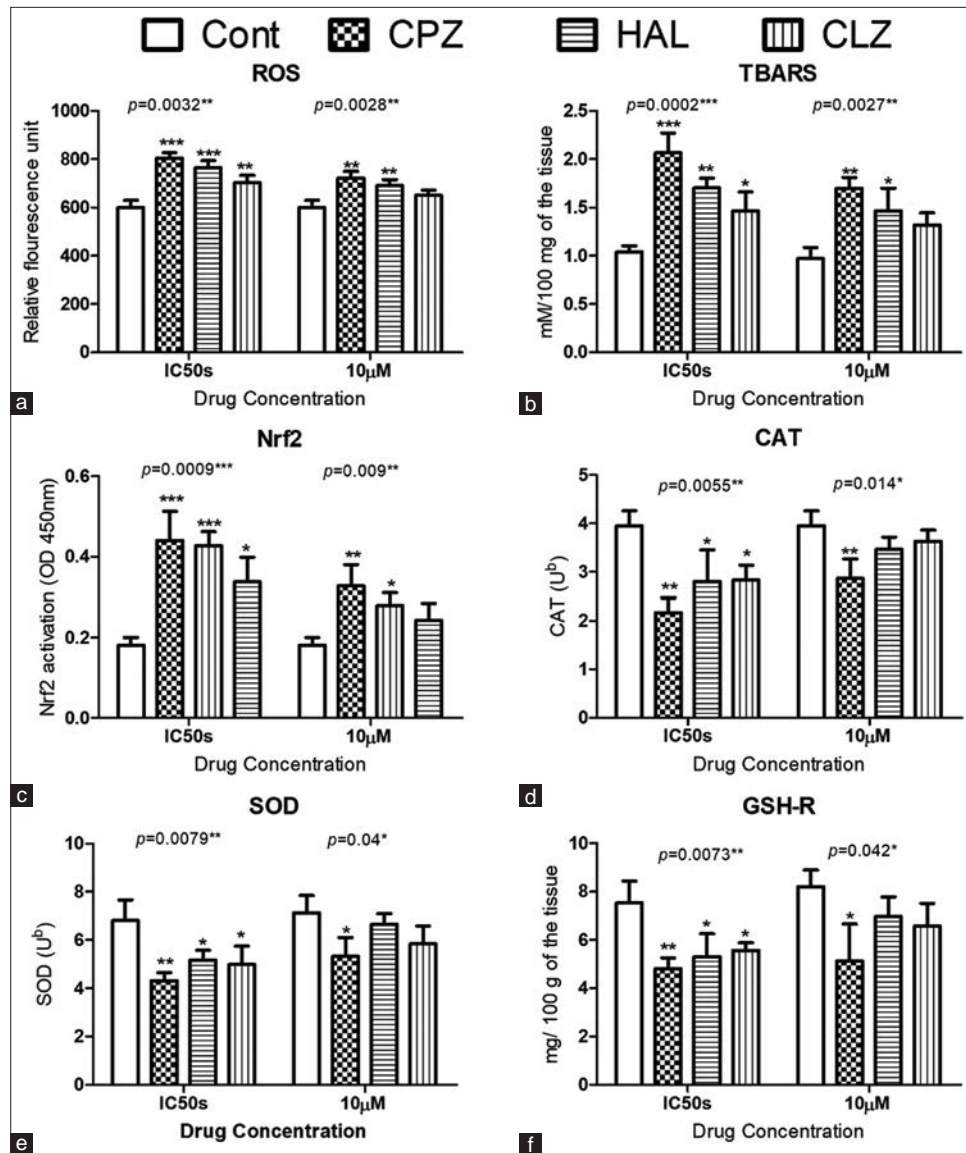 Cont CPZ HAL CLZ
ROS
p=0.0032** p=0.0028**
Relative flourescence unit
1000
800
600
400
200
0
*** *** ** ** **
IC50s 10μM
Drug Concentration
a
TBARS
p=0.0002*** p=0.0027**
mM/100 mg of the tissue
2.5
2.0
1.5
1.0
0.5
0.0
*** ** * ** *
IC50s 10μM
Drug Concentration
b
Nrf2
p=0.0009*** p=0.009**
Nrf2 activation (OD 450nm)
0.6
0.4
0.2
0.0
*** *** * ** *
IC50s 10μM
Drug Concentration
c
CAT
p=0.0055** p=0.014*
CAT (Uᵇ)
5
4
3
2
1
0
** * * **
IC50s 10μM
Drug Concentration
d
SOD
p=0.0079** p=0.04*
SOD (Uᵇ)
10
8
6
4
2
0
** * * *
IC50s 10μM
Drug Concentration
e
GSH-R
p=0.0073** p=0.042*
mg/ 100 g of the tissue
10
8
6
4
2
0
** * * *
IC50s 10μM
Drug Concentration
f